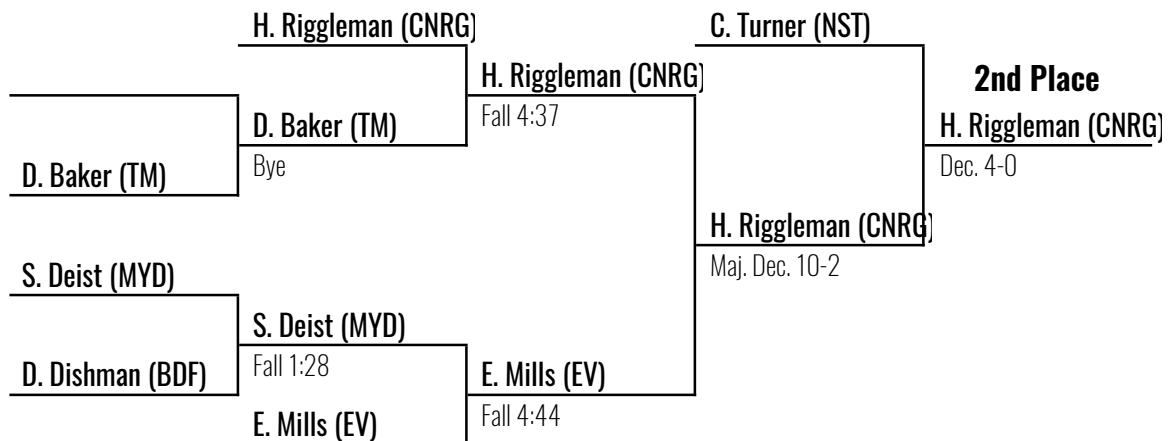 H. Riggleman (CNRG)
C. Turner (NST)
H. Riggleman (CNRG)
2nd Place
D. Baker (TM)
Fall 4:37
H. Riggleman (CNRG)
D. Baker (TM)
Bye
Dec. 4-0
H. Riggleman (CNRG)
S. Deist (MYD)
Maj. Dec. 10-2
S. Deist (MYD)
D. Dishman (BDF)
Fall 1:28
E. Mills (EV)
E. Mills (EV)
Fall 4:44